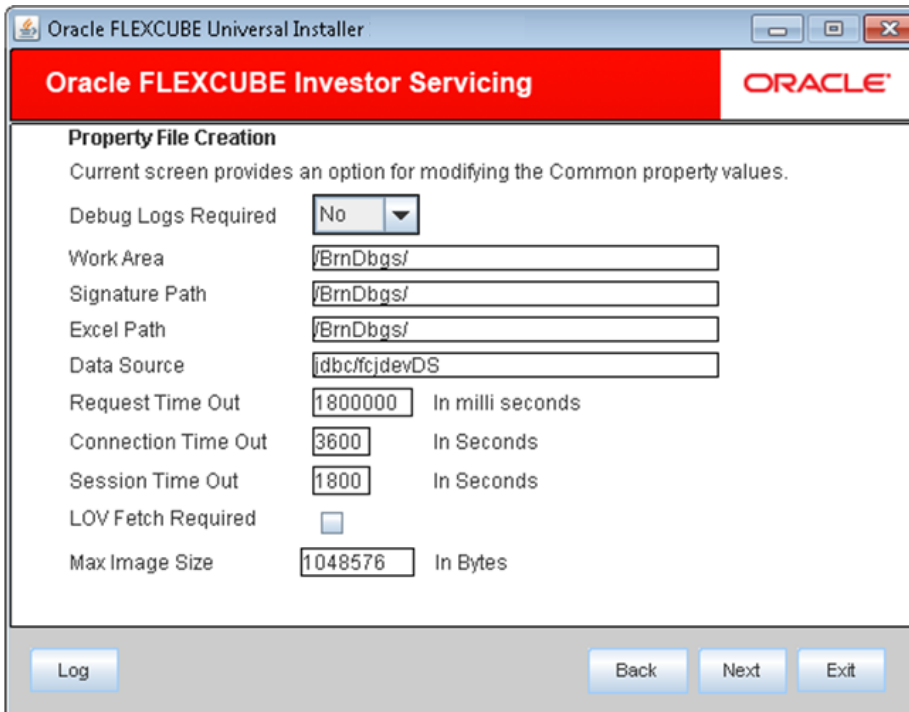 Oracle FLEXCUBE Universal Installer
Oracle FLEXCUBE Investor Servicing
ORACLE
Property File Creation
Current screen provides an option for modifying the Common property values.
Debug Logs Required No
Work Area /BrnDbgs/
Signature Path /BrnDbgs/
Excel Path /BrnDbgs/
Data Source jdbc/fcjdevDS
Request Time Out 1800000 In milli seconds
Connection Time Out 3600 In Seconds
Session Time Out 1800 In Seconds
LOV Fetch Required
Max Image Size 1048576 In Bytes
Log Back Next Exit